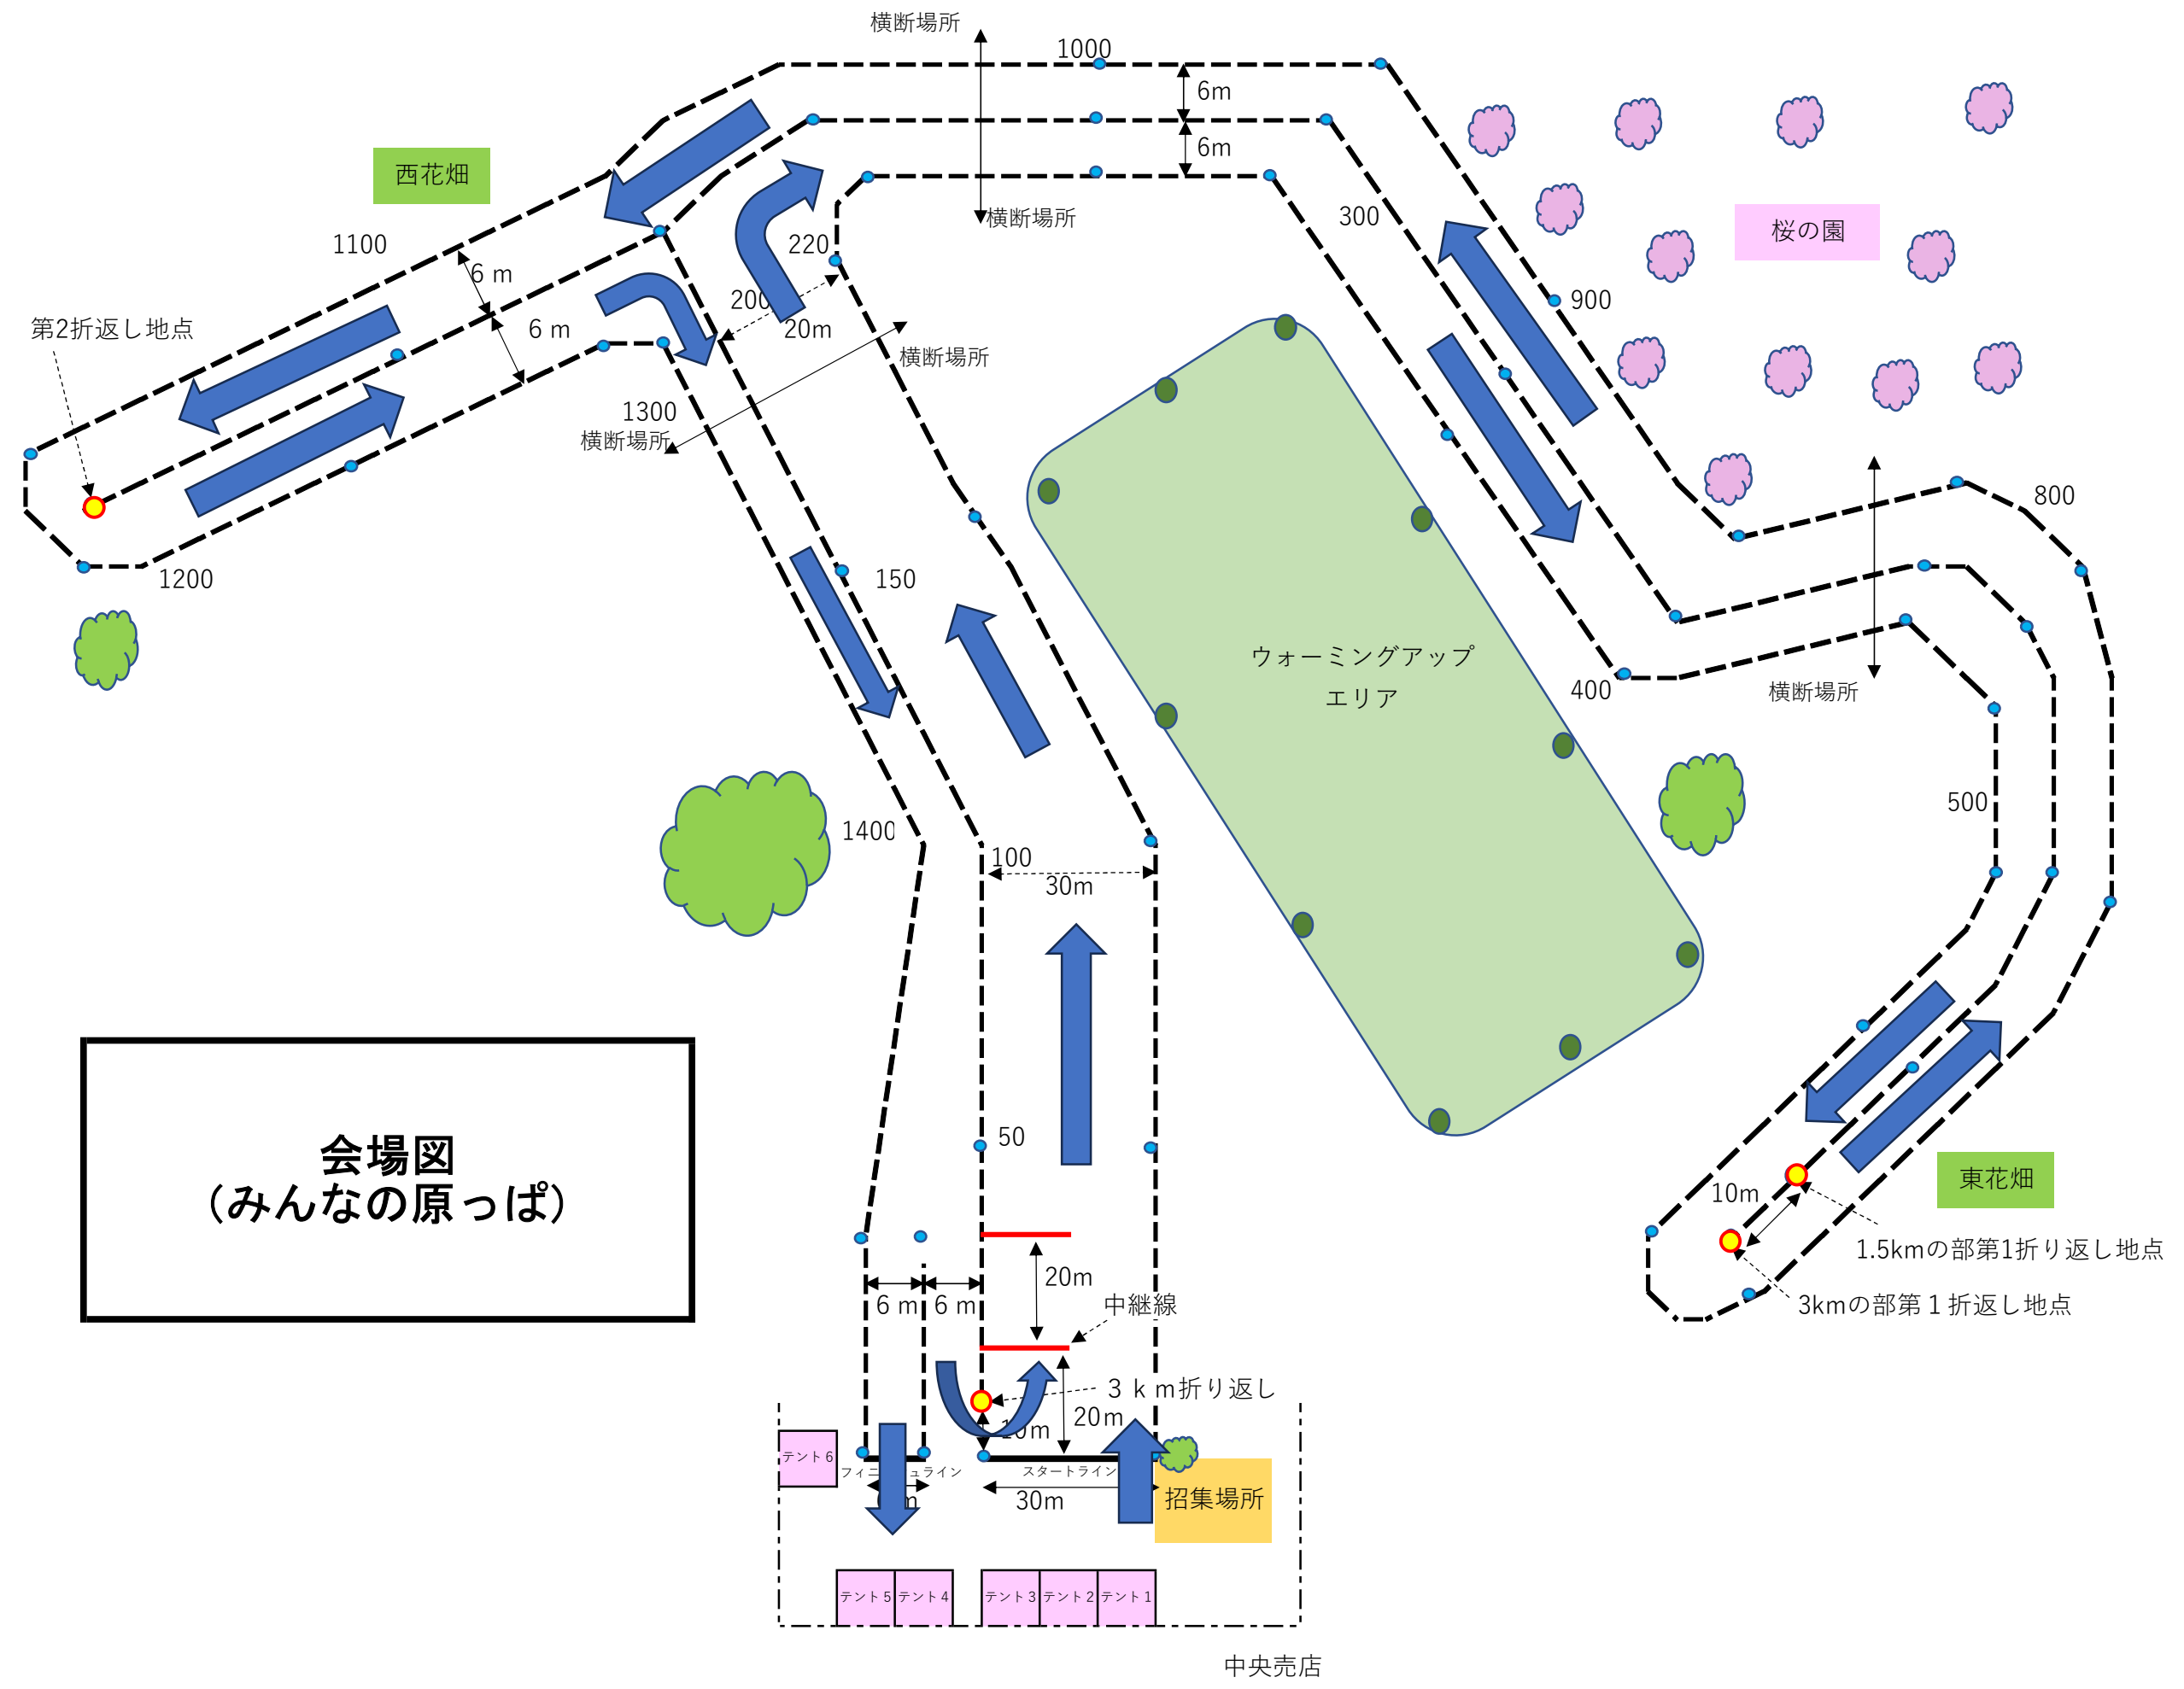 横断場所
1000
6m
6m
西花畑
桜の園
横断場所
300
220
1100
6 m
200
20m
900
第2折返し地点
6 m
横断場所
1300
横断場所
800
1200
150
ウォーミングアップ
エリア
400
横断場所
500
1400
100
30m
50
会場図
（みんなの原っぱ）
東花畑
10m
1.5kmの部第1折り返し地点
3kmの部第１折返し地点
20m
中継線
6 m
6 m
３ｋｍ折り返し
20m
10m
テント６
スタートライン
30m
招集場所
テント５
テント４
テント３
テント２
テント１
中央売店